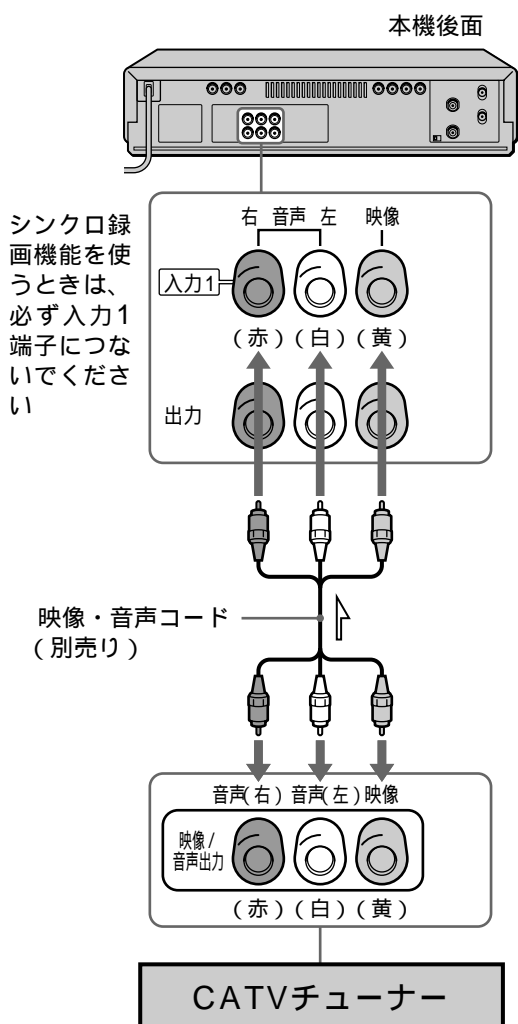 本機後面
シンクロ録
画機能を使
うときは、
必ず入力1
端子につな
いでくださ
い
右 音声 左 映像
入力1
(赤)(白)(黄)
出力
映像・音声コード
(別売り)
音声(右) 音声(左) 映像
映像/
音声出力
(赤)(白)(黄)
CATVチューナー